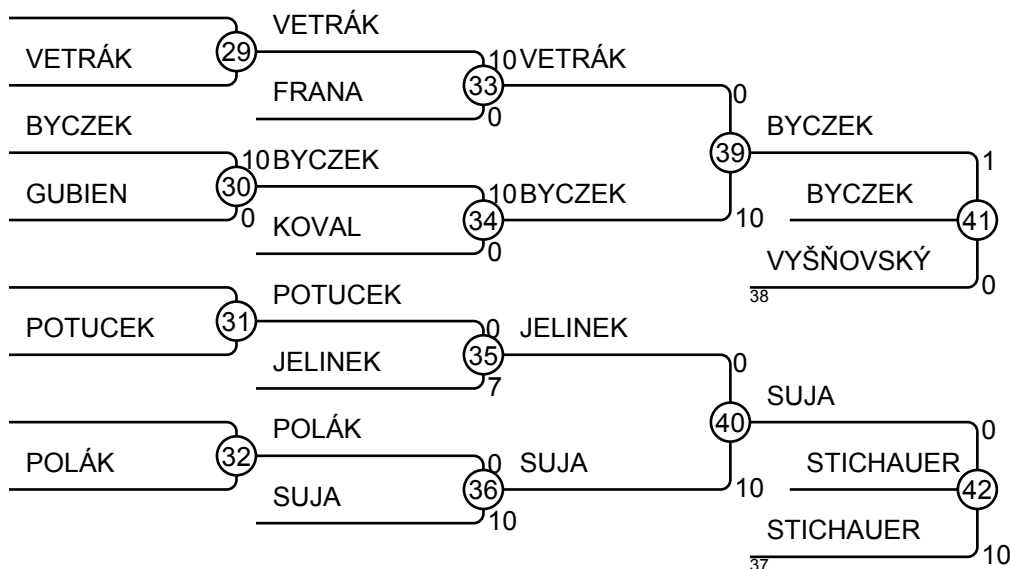 VETRÁK
VETRÁK
29
10
VETRÁK
FRANA
33
0
0
BYCZEK
BYCZEK
39
1
10
BYCZEK
10
BYCZEK
BYCZEK
GUBIEN
30
0
KOVAL
34
0
10
41
VYŠŇOVSKÝ
0
38
POTUCEK
POTUCEK
31
0
JELINEK
JELINEK
35
7
0
SUJA
40
0
POLÁK
POLÁK
32
0
SUJA
STICHAUER
SUJA
36
10
10
42
STICHAUER
10
37